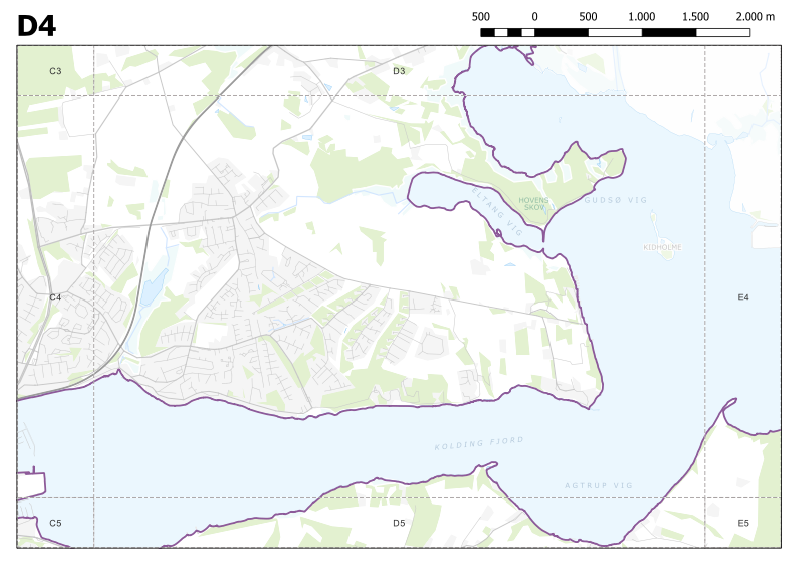 D4
500 0 500 1.000 1.500 2.000 m
C3 D3
HOVENS
SKOV
ELTANG VIG
GUDSØ VIG
KIDHOLME
C4 E4
KOLDING FJORD
AGTRUP VIG
C5 D5 E5